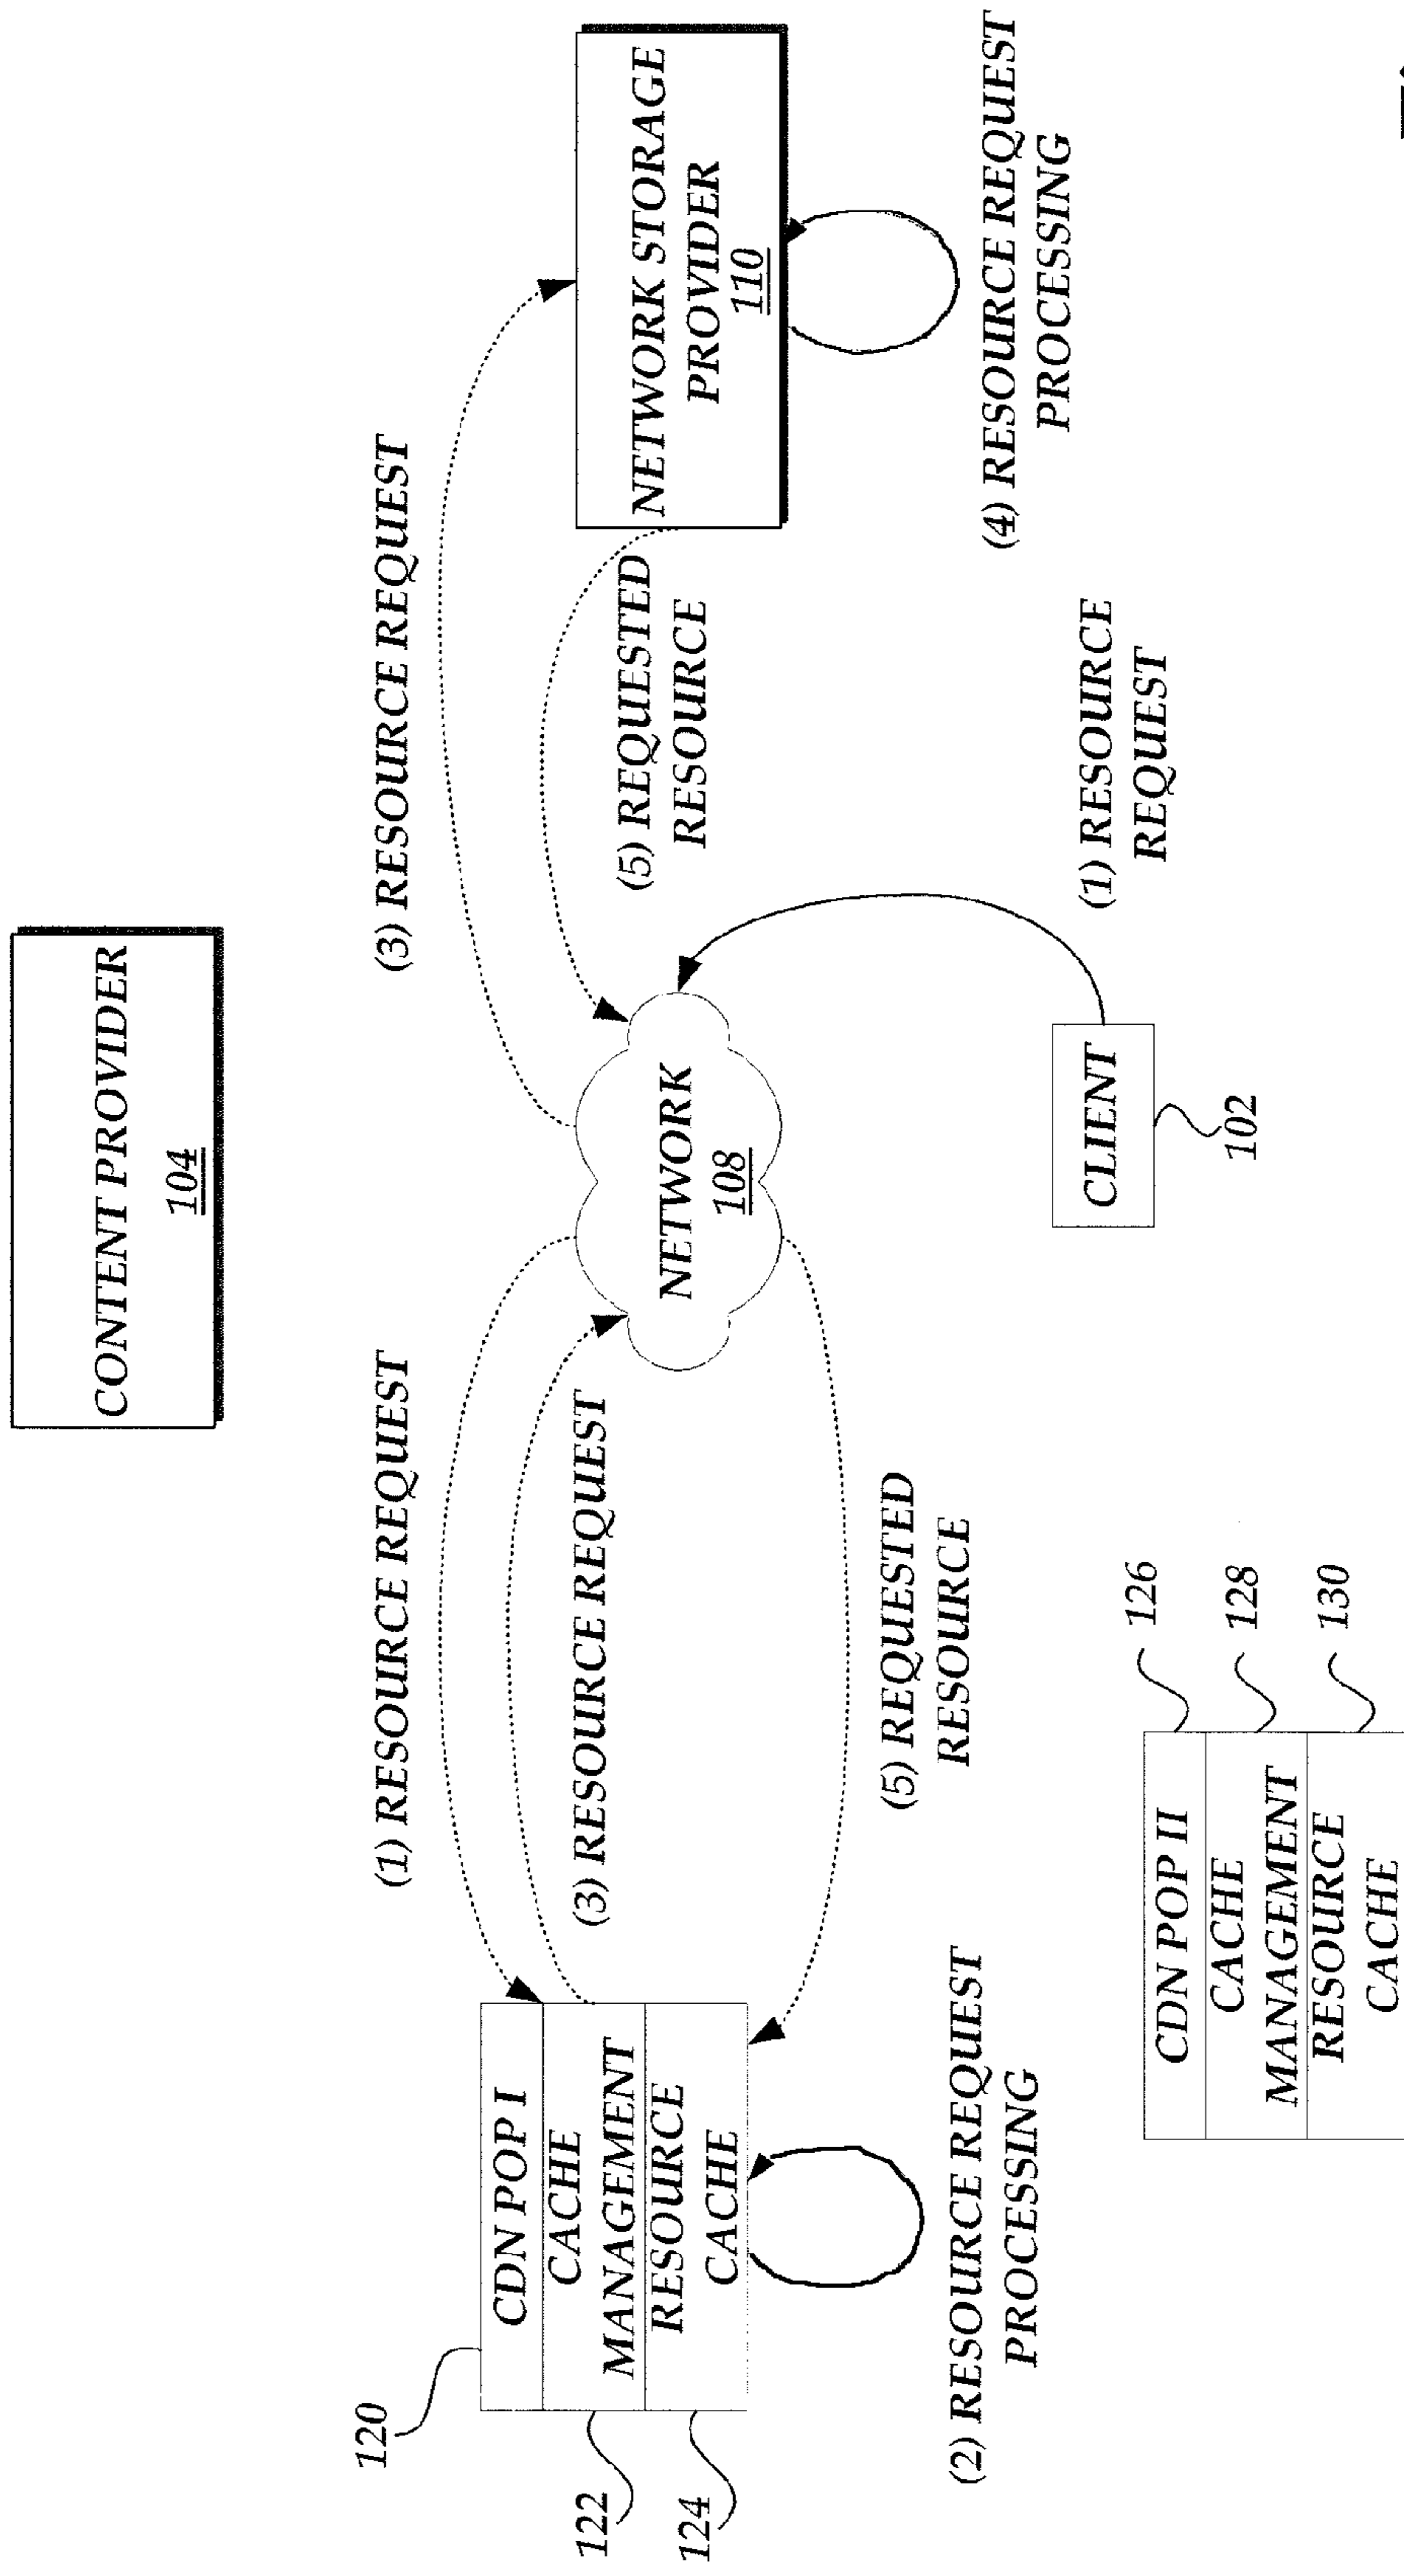 CONTENT PROVIDER
104
(1) RESOURCE REQUEST
(3) RESOURCE REQUEST
120
CDN POP I
CACHE
MANAGEMENT
RESOURCE
CACHE
122
124
(3) RESOURCE REQUEST
NETWORK
108
(5) REQUESTED
RESOURCE
NETWORK STORAGE
PROVIDER
110
(5) REQUESTED
RESOURCE
(2) RESOURCE REQUEST
PROCESSING
(4) RESOURCE REQUEST
PROCESSING
(1) RESOURCE
REQUEST
CLIENT
102
CDN POP II
CACHE
MANAGEMENT
RESOURCE
CACHE
126
128
130